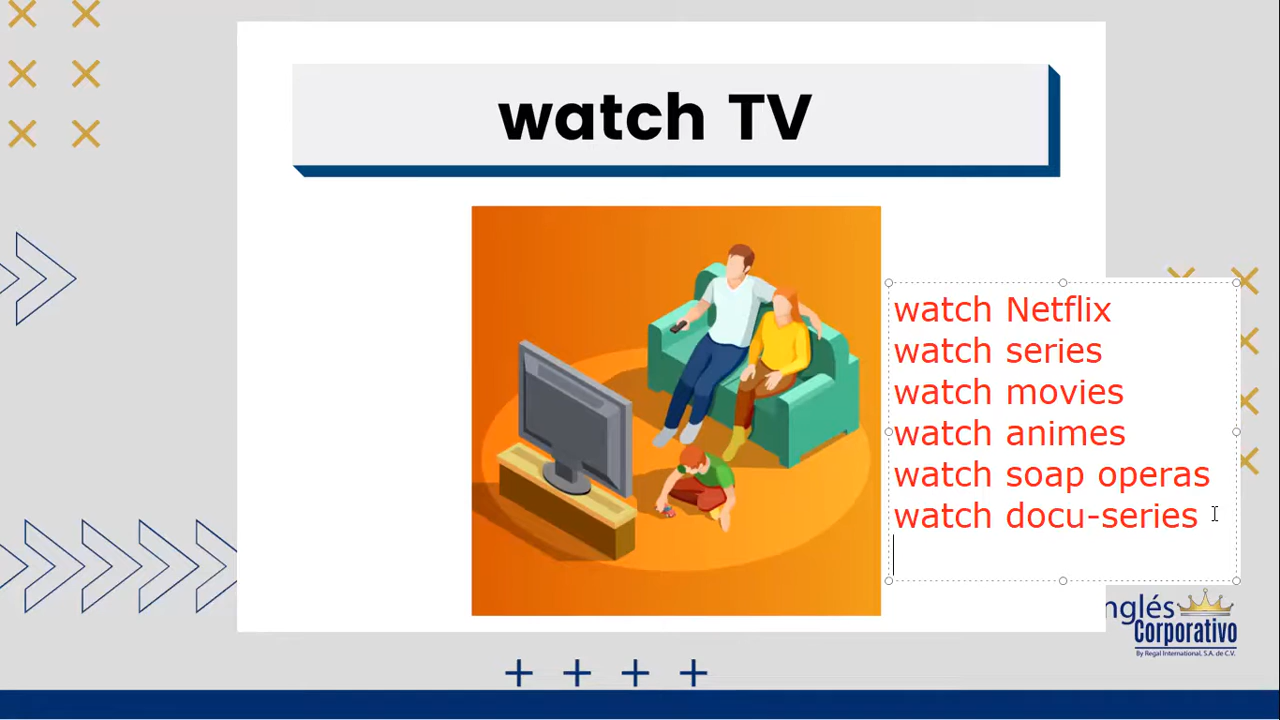 watch TV
watch Netflix
watch series
watch movies
watch animes
watch soap operas
watch docu-series
nglés
Corporativo
By Regal International, S.A. de C.V.